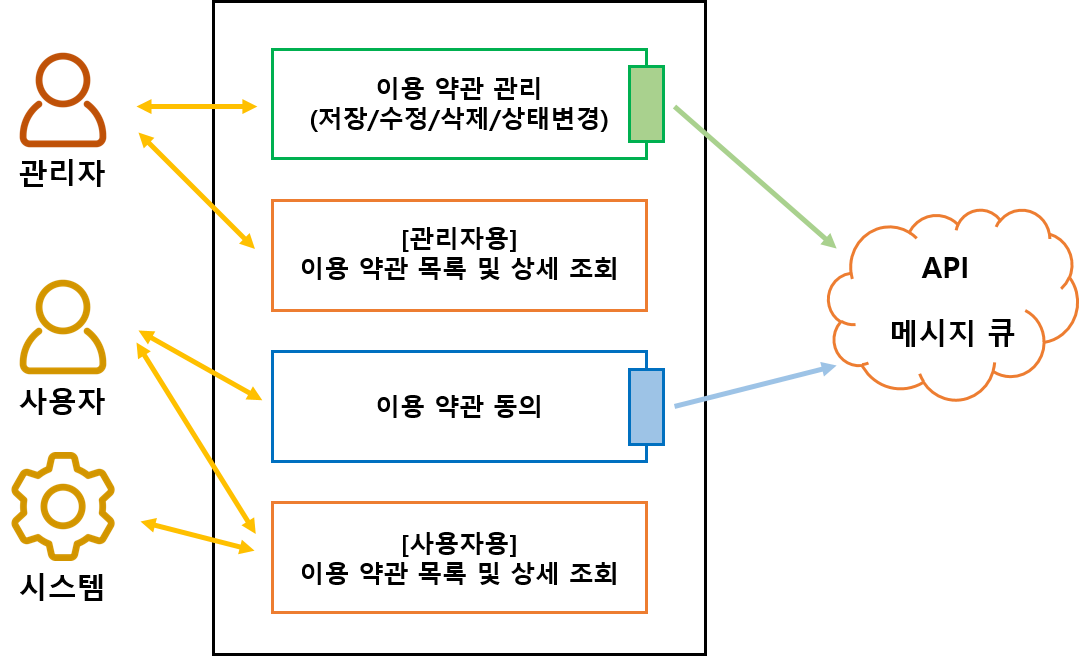 관리자
사용자
시스템
이용 약관 관리
(저장/수정/삭제/상태변경)
[관리자용]
이용 약관 목록 및 상세 조회
이용 약관 동의
[사용자용]
이용 약관 목록 및 상세 조회
API
메시지 큐